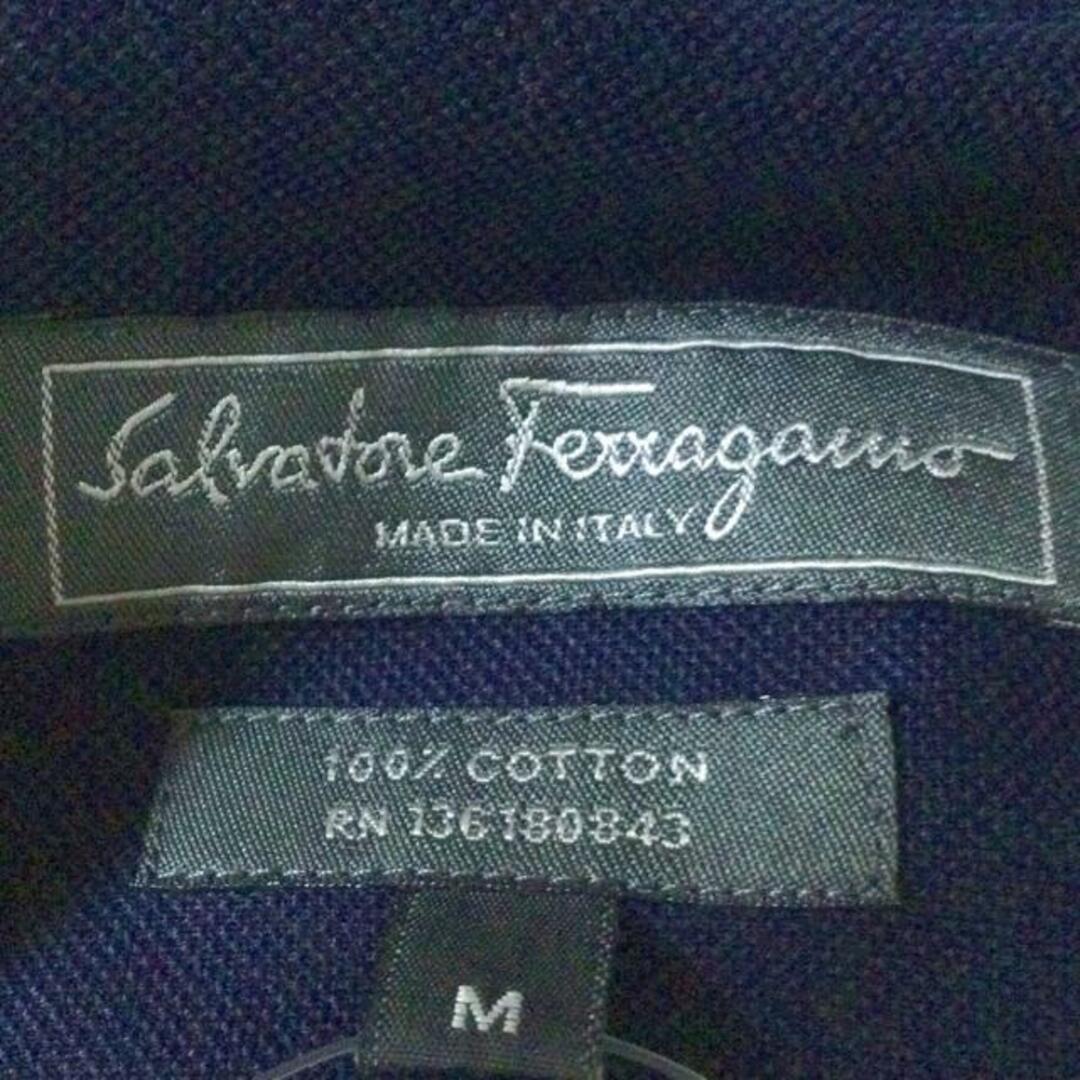 Salvatore Ferragamo
MADE IN ITALY
100% COTTON
RN 136180843
M